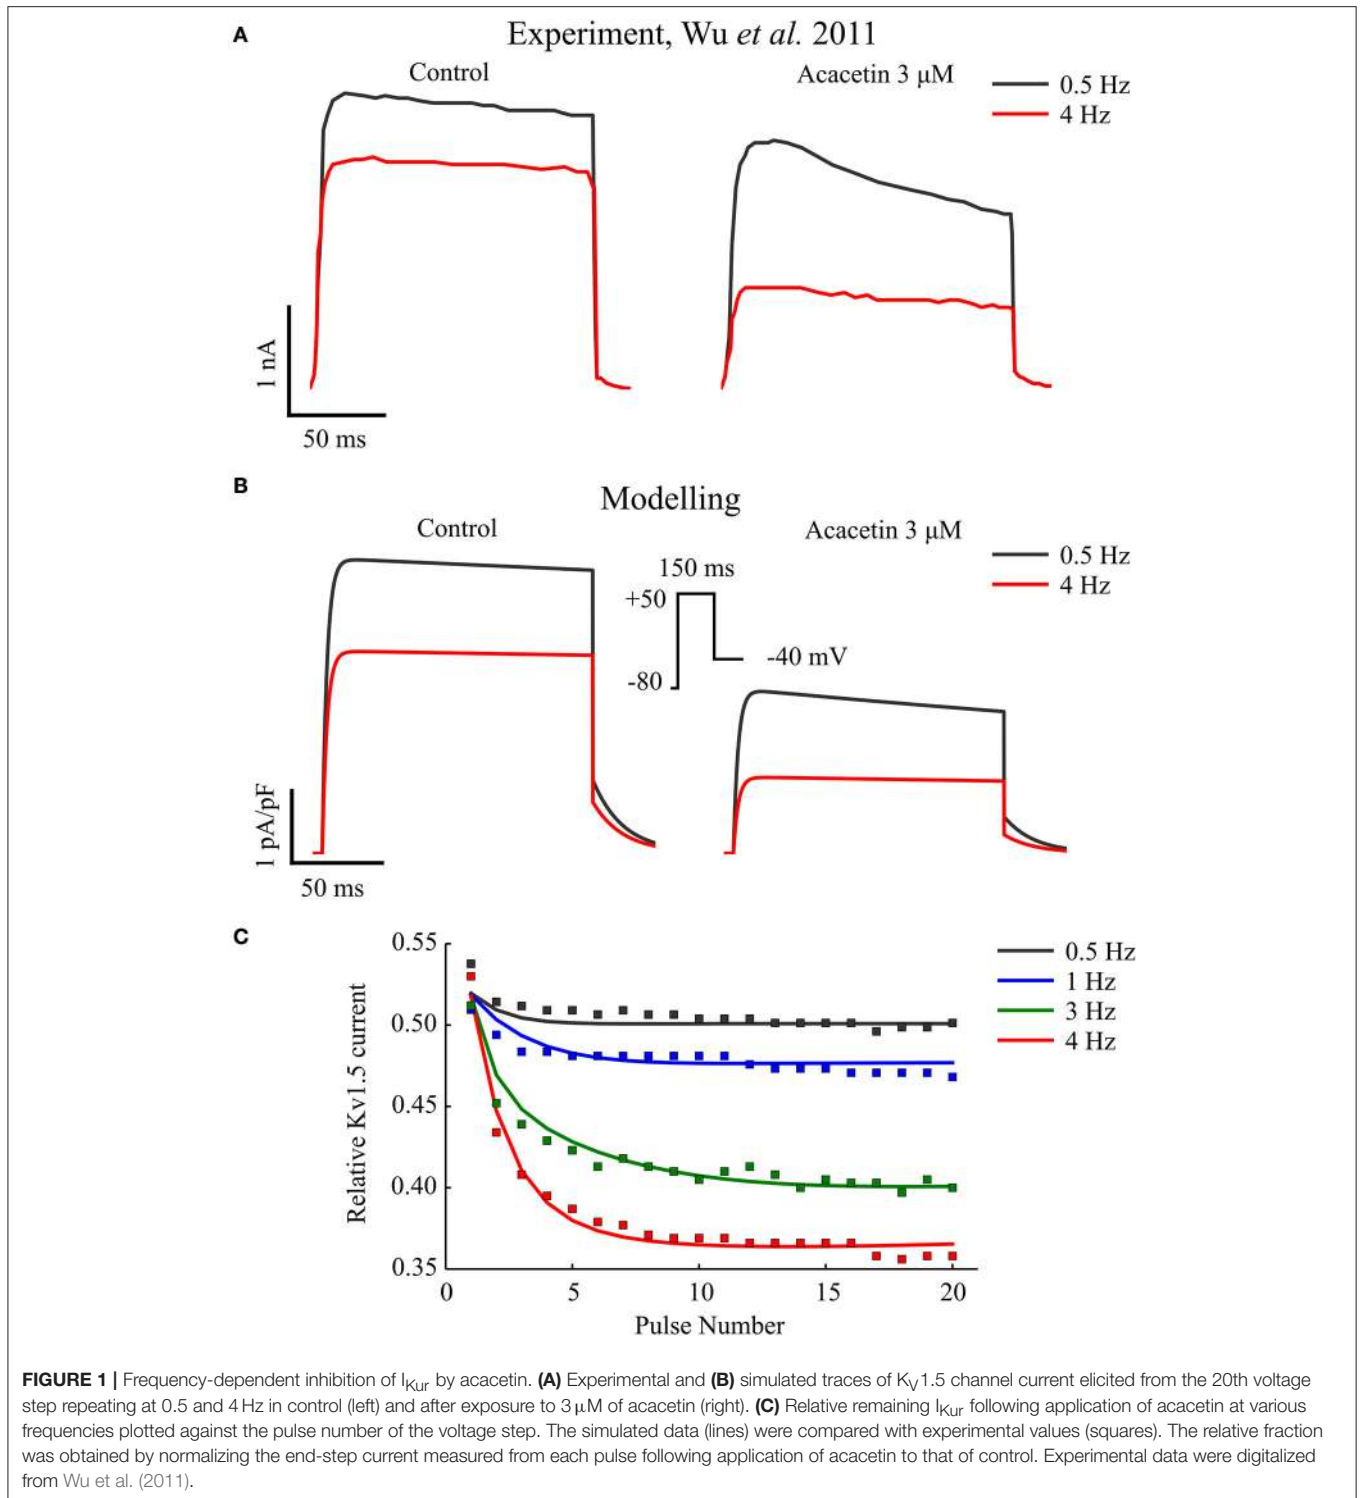 A
Experiment, Wu et al. 2011
Control
Acacetin 3 μM
0.5 Hz
4 Hz
1 nA
50 ms
B
Modelling
Control
Acacetin 3 μM
0.5 Hz
4 Hz
150 ms
+50
-40 mV
-80
1 pA/pF
50 ms
C
0.55
0.50
0.45
0.40
0.35
Relative Kv1.5 current
0.5 Hz
1 Hz
3 Hz
4 Hz
0 5 10 15 20
Pulse Number
FIGURE 1 | Frequency-dependent inhibition of IKur by acacetin. (A) Experimental and (B) simulated traces of KV1.5 channel current elicited from the 20th voltage
step repeating at 0.5 and 4 Hz in control (left) and after exposure to 3 μM of acacetin (right). (C) Relative remaining IKur following application of acacetin at various
frequencies plotted against the pulse number of the voltage step. The simulated data (lines) were compared with experimental values (squares). The relative fraction
was obtained by normalizing the end-step current measured from each pulse following application of acacetin to that of control. Experimental data were digitalized
from Wu et al. (2011).